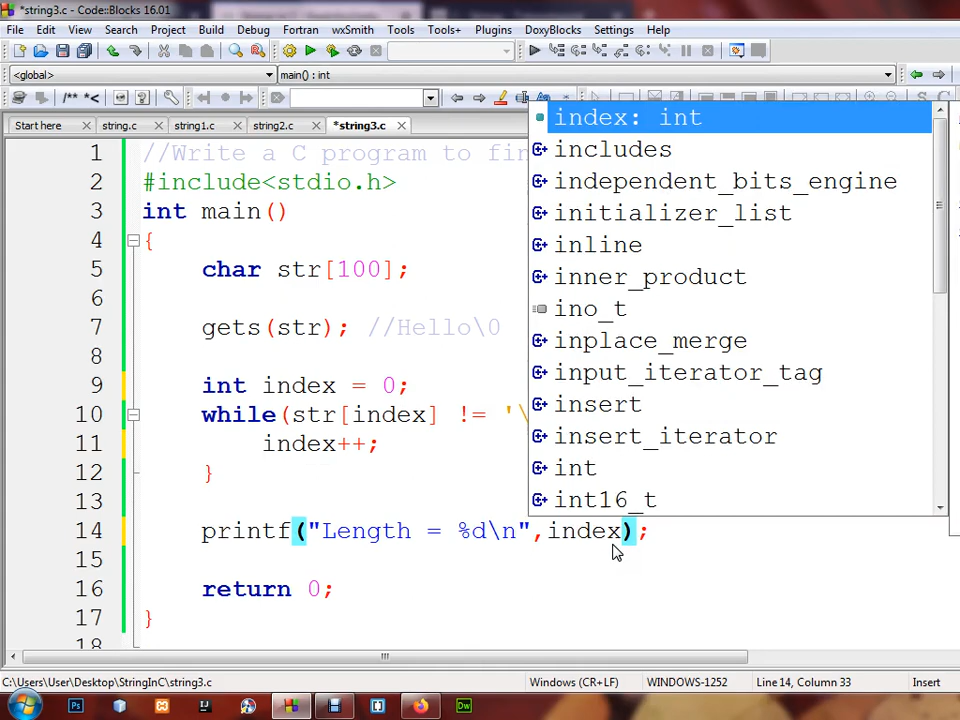 *string3.c - Code::Blocks 16.01
File Edit View Search Project Build Debug Fortran wxSmith Tools Tools+ Plugins DoxyBlocks Settings Help
<global> main() : int
/** *<
Start here string.c string1.c string2.c *string3.c
1 //Write a C program to fin
2 #include<stdio.h>
3 int main()
4 {
5 char str[100];
6
7 gets(str); //Hello\0
8
9 int index = 0;
10 while(str[index] != '\
11 index++;
12 }
13
14 printf("Length = %d\n",index);
15
16 return 0;
17 }
18
index: int
includes
independent_bits_engine
initializer_list
inline
inner_product
ino_t
inplace_merge
input_iterator_tag
insert
insert_iterator
int
int16_t
C:\Users\User\Desktop\StringInC\string3.c Windows (CR+LF) WINDOWS-1252 Line 14, Column 33 Insert
Ps Dw